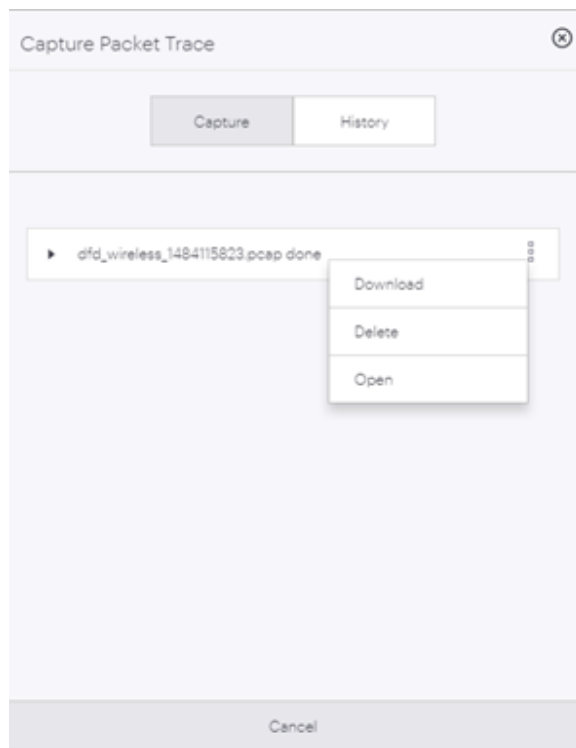 Capture Packet Trace
Capture
History
dfd_wireless_1484115823.pcap done
Download
Delete
Open
Cancel